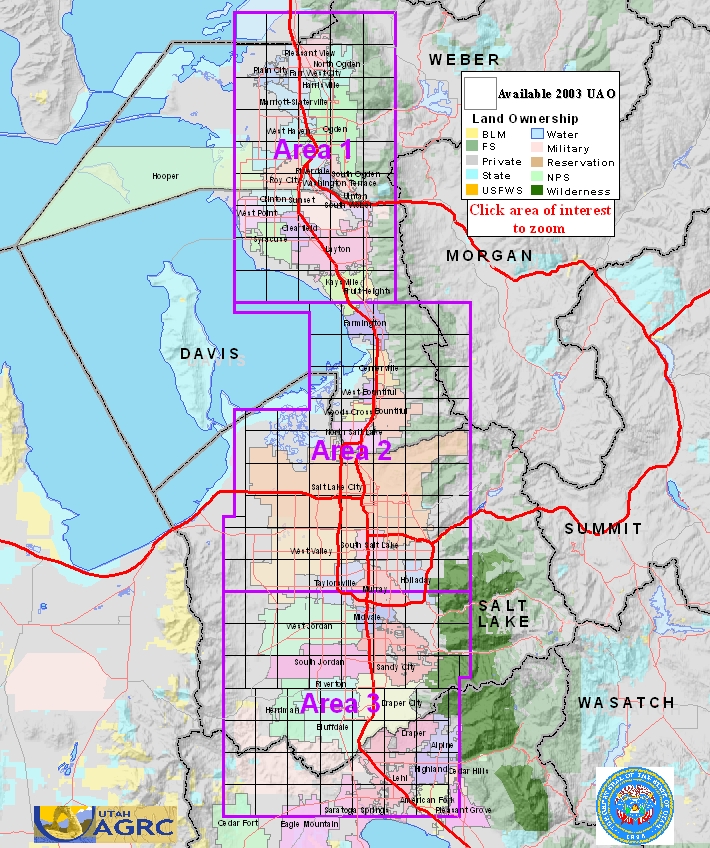 Pleasant View
North Ogden
Plain City
Farr West City
Harrisville
Marriott-Slaterville
West Haven
Ogden
Area 1
Hooper
Riverdale
South Ogden
Roy City
Washington Terrace
Uintah
Clinton
Sunset
South Weber
West Point
Clearfield
Syracuse
Layton
Kaysville
Fruit Heights
WEBER
Available 2003 UAO
Land Ownership
BLM
FS
Private
State
USFWS
Water
Military
Reservation
NPS
Wilderness
Click area of interest
to zoom
MORGAN
DAVIS
Farmington
Centerville
West Bountiful
Woods Cross
Bountiful
North Salt Lake
Area 2
Salt Lake City
SUMMIT
South Salt Lake
West Valley
Taylorsville
Holladay
Murray
SALT
LAKE
Midvale
West Jordan
South Jordan
Sandy City
Riverton
Area 3
Draper City
Herriman
Bluffdale
Draper
Alpine
WASATCH
Highland
Cedar Hills
Lehi
American Fork
Saratoga Springs
Pleasant Grove
Cedar Fort
Eagle Mountain
UTAH
AGRC
1896